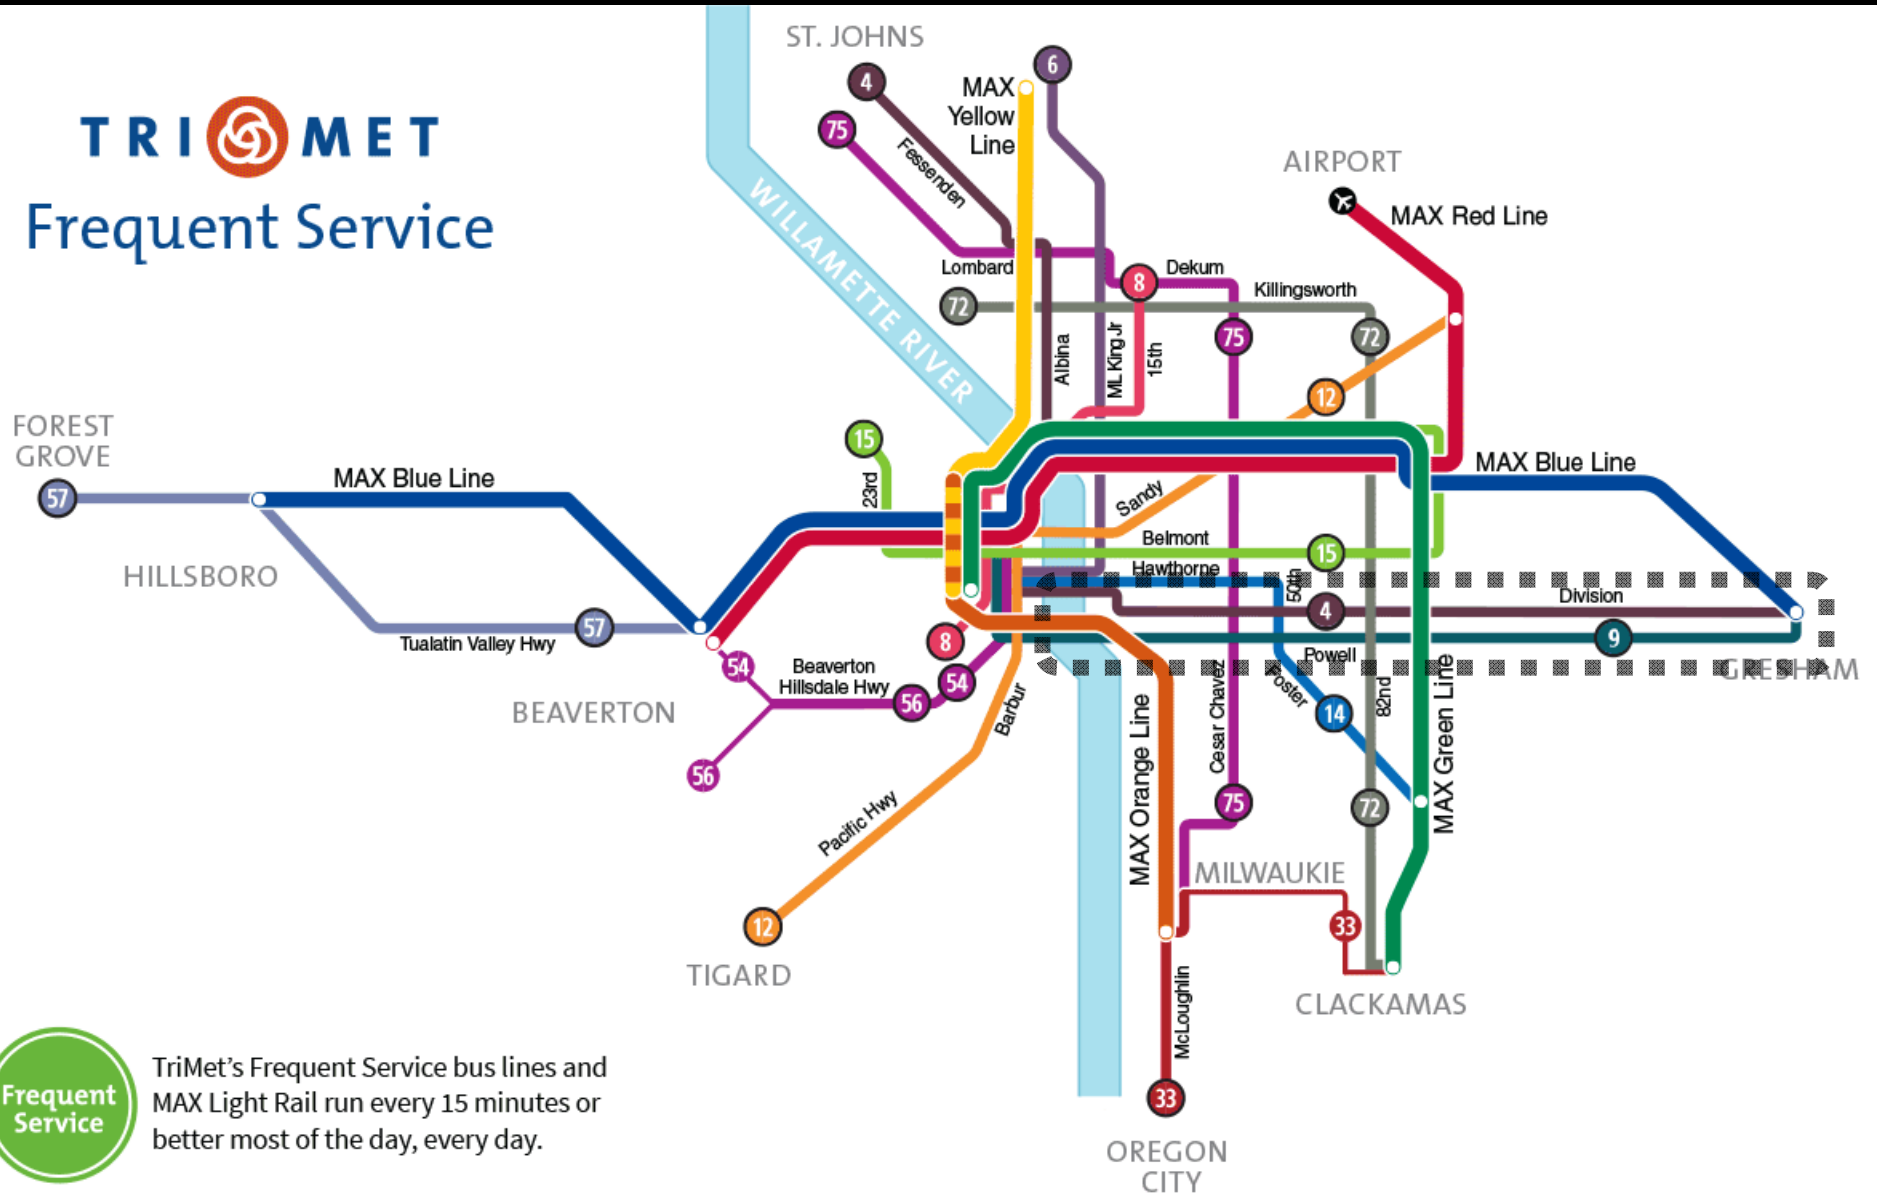 TRI MET
Frequent Service
ST. JOHNS
4
75
Fessenden
MAX
Yellow
Line
6
WILLAMETTE RIVER
AIRPORT
MAX Red Line
Lombard
8
Dekum
72
Killingsworth
75
72
Albina
ML King Jr
15th
12
FOREST
GROVE
57
MAX Blue Line
15
23rd
MAX Blue Line
Sandy
Belmont
15
Hawthorne
50th
HILLSBORO
57
Tualatin Valley Hwy
4
Division
9
GRESHAM
8
54
Beaverton
Hillsdale Hwy
56
54
Barbur
Powell
Foster
14
82nd
Cesar Chavez
MAX Green Line
BEAVERTON
56
MAX Orange Line
75
72
Pacific Hwy
12
TIGARD
MILWAUKIE
33
CLACKAMAS
McLoughlin
33
OREGON
CITY
Frequent
Service
TriMet's Frequent Service bus lines and
MAX Light Rail run every 15 minutes or
better most of the day, every day.